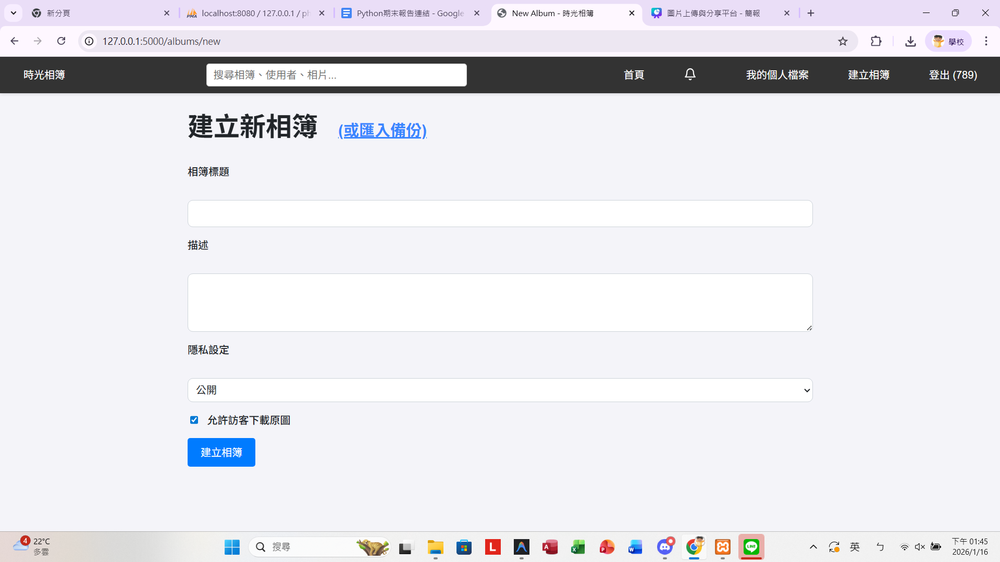 新分頁
localhost:8080 / 127.0.0.1 / ph
Python期末報告連結 - Google
New Album - 時光相簿
圖片上傳與分享平台 - 簡報
127.0.0.1:5000/albums/new
學校
時光相簿
搜尋相簿、使用者、相片...
首頁
我的個人檔案
建立相簿
登出 (789)
建立新相簿 (或匯入備份)
相簿標題
描述
隱私設定
公開
允許訪客下載原圖
建立相簿
4
22°C
多雲
搜尋
英
ㄅ
下午 01:45
2026/1/16